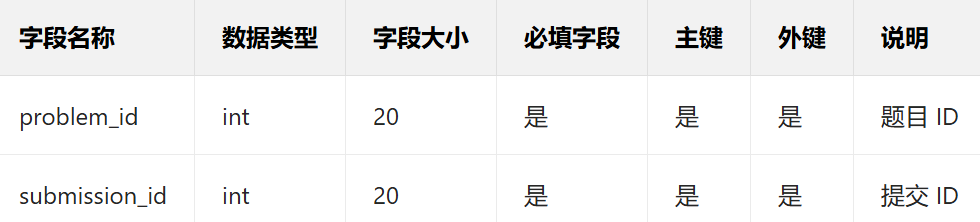 字段名称 数据类型 字段大小 必填字段 主键 外键 说明
problem_id int 20 是 是 是 题目 ID
submission_id int 20 是 是 是 提交 ID